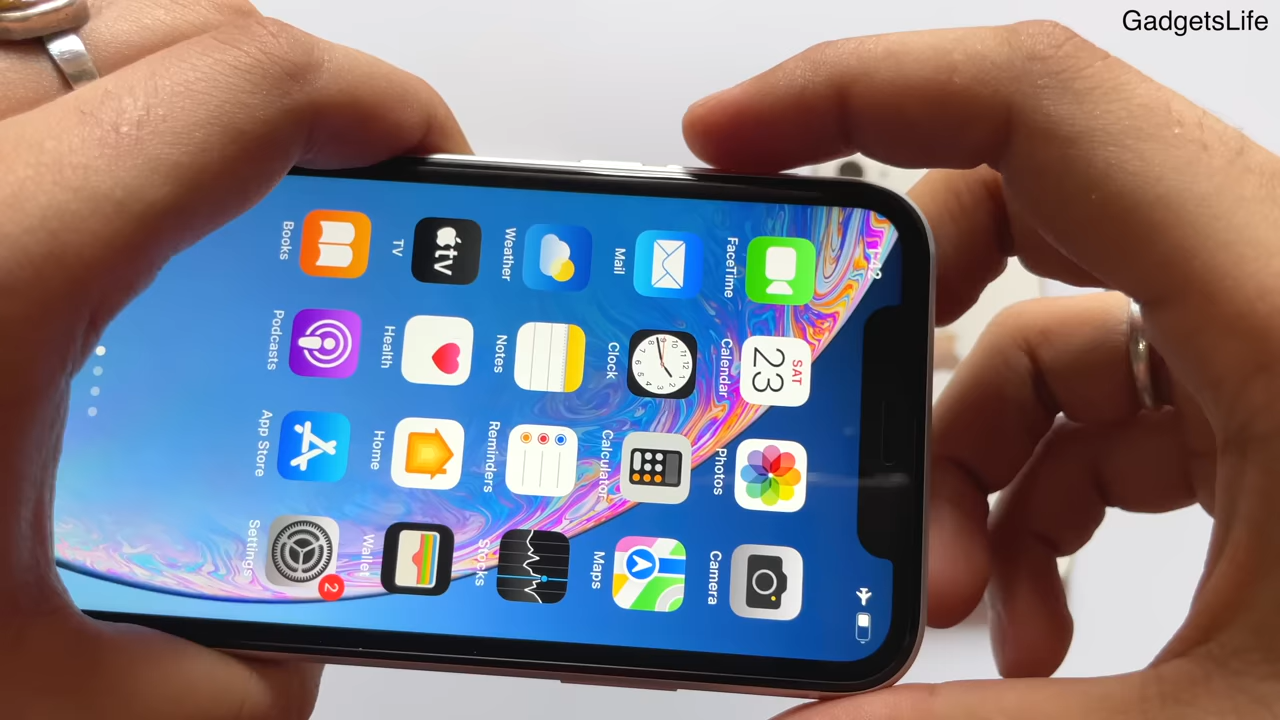 GadgetsLife
FaceTime
SAT
23
Calendar
Photos
Camera
Mail
Clock
Calculator
Maps
Weather
Notes
Reminders
Stocks
tv
TV
Health
Home
Wallet
Books
Podcasts
App Store
2
Settings